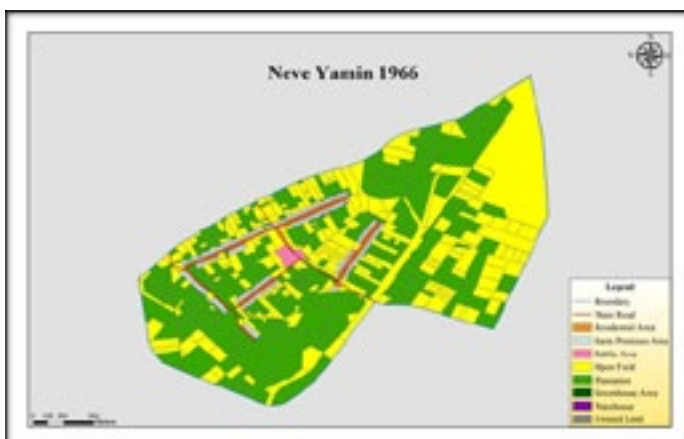 Neve Yamin 1966
N
Legend
Boundary
Main Road
Residential Area
Farm Premises Area
Public Area
Open Field
Plantation
Greenhouse Area
Warehouse
Unused Land